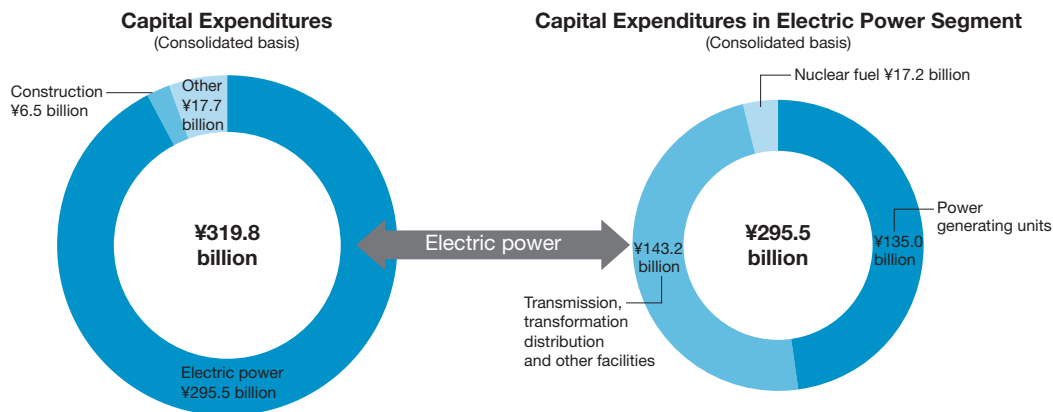 Capital Expenditures
(Consolidated basis)
Construction
¥6.5 billion
Other
¥17.7
billion
¥319.8
billion
Electric power
¥295.5 billion
Electric power
Capital Expenditures in Electric Power Segment
(Consolidated basis)
Nuclear fuel ¥17.2 billion
Power
generating units
¥135.0
billion
¥295.5
billion
¥143.2
billion
Transmission,
transformation
distribution
and other facilities